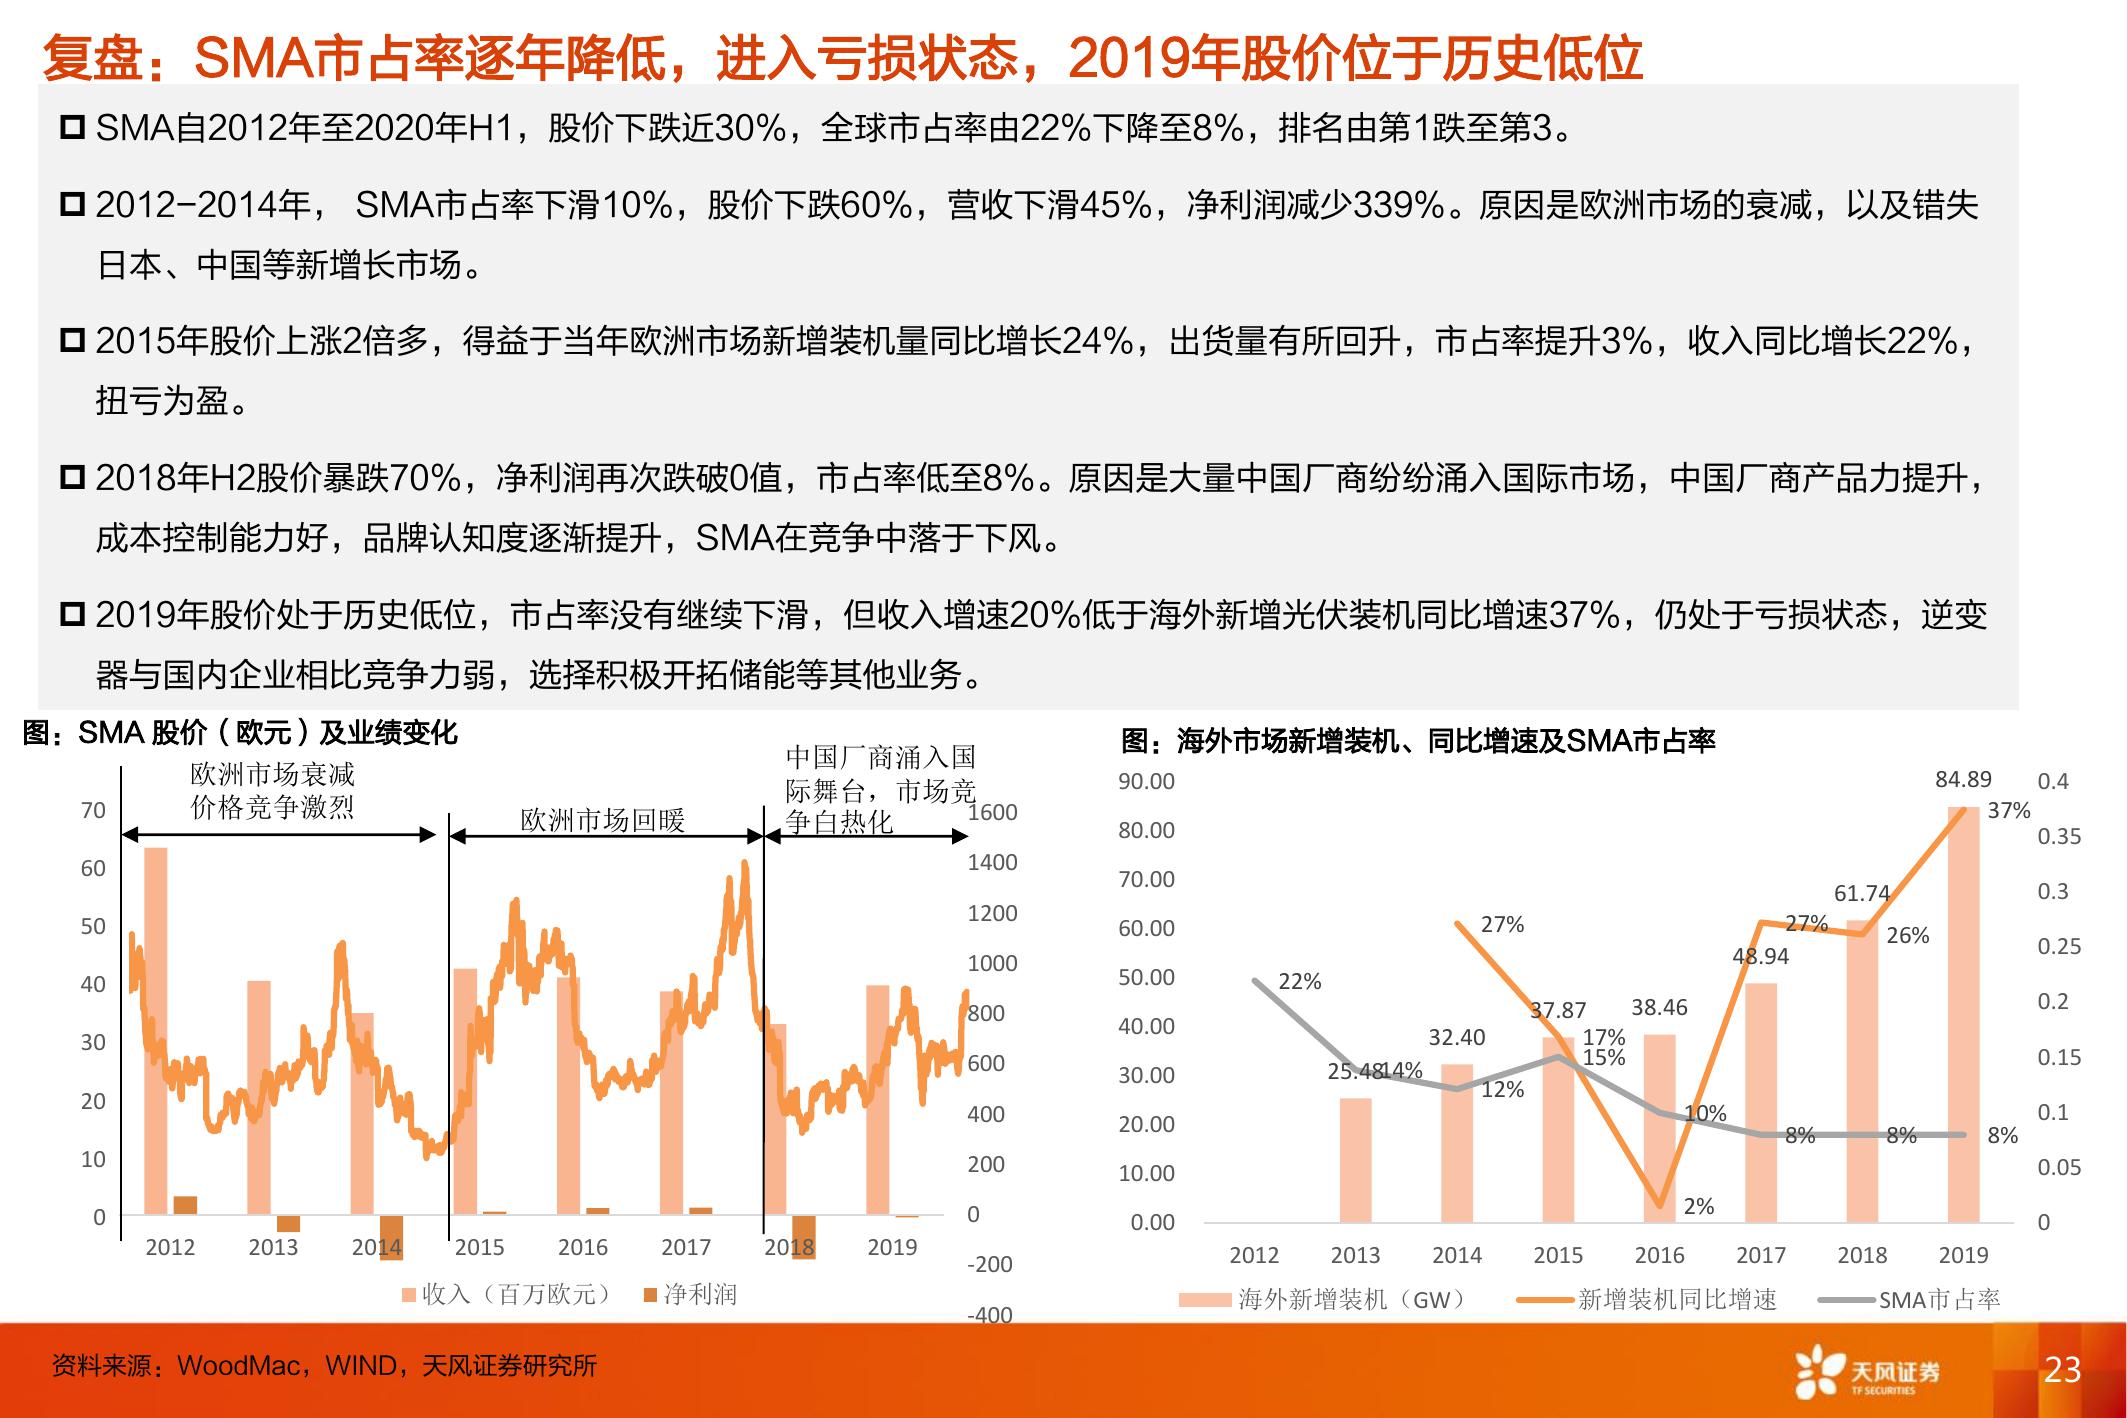 复盘：SMA市占率逐年降低，进入亏损状态，2019年股价位于历史低位
SMA自2012年至2020年H1，股价下跌近30%，全球市占率由22%下降至8%，排名由第1跌至第3。
2012-2014年， SMA市占率下滑10%，股价下跌60%，营收下滑45%，净利润减少339%。原因是欧洲市场的衰减，以及错失
日本、中国等新增长市场。
2015年股价上涨2倍多，得益于当年欧洲市场新增装机量同比增长24%，出货量有所回升，市占率提升3%，收入同比增长22%，
扭亏为盈。
2018年H2股价暴跌70%，净利润再次跌破0值，市占率低至8%。原因是大量中国厂商纷纷涌入国际市场，中国厂商产品力提升，
成本控制能力好，品牌认知度逐渐提升，SMA在竞争中落于下风。
2019年股价处于历史低位，市占率没有继续下滑，但收入增速20%低于海外新增光伏装机同比增速37%，仍处于亏损状态，逆变
器与国内企业相比竞争力弱，选择积极开拓储能等其他业务。
图：SMA 股价（欧元）及业绩变化
欧洲市场衰减
价格竞争激烈
欧洲市场回暖
中国厂商涌入国
际舞台，市场竞
争白热化
70
60
50
40
30
20
10
0
1600
1400
1200
1000
800
600
400
200
0
-200
-400
2012 2013 2014 2015 2016 2017 2018 2019
收入（百万欧元） 净利润
图：海外市场新增装机、同比增速及SMA市占率
90.00
80.00
70.00
60.00
50.00
40.00
30.00
20.00
10.00
0.00
0.4
0.35
0.3
0.25
0.2
0.15
0.1
0.05
0
25.48
32.40
37.87
38.46
48.94
61.74
84.89
27%
17%
2%
27%
26%
37%
22%
14%
12%
15%
10%
8%
8%
8%
2012 2013 2014 2015 2016 2017 2018 2019
海外新增装机（GW） 新增装机同比增速 SMA市占率
资料来源：WoodMac，WIND，天风证券研究所
天风证券
TF SECURITIES
23